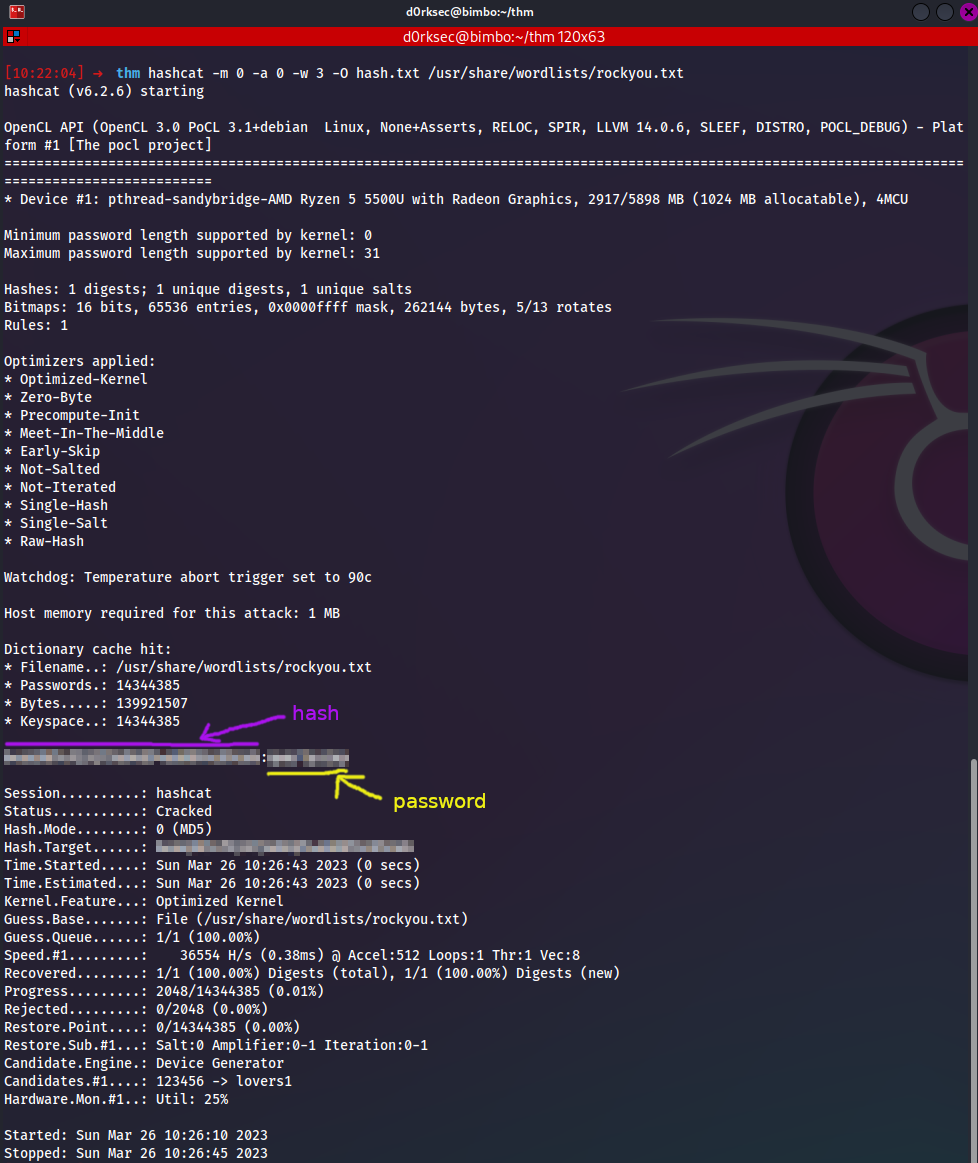 d0rksec@bimbo:~/thm
d0rksec@bimbo:~/thm 120x63
[10:22:04] → thm hashcat -m 0 -a 0 -w 3 -O hash.txt /usr/share/wordlists/rockyou.txt
hashcat (v6.2.6) starting
OpenCL API (OpenCL 3.0 PoCL 3.1+debian  Linux, None+Asserts, RELOC, SPIR, LLVM 14.0.6, SLEEF, DISTRO, POCL_DEBUG) - Plat
form #1 [The pocl project]
========================================================================================================================
==========================
* Device #1: pthread-sandybridge-AMD Ryzen 5 5500U with Radeon Graphics, 2917/5898 MB (1024 MB allocatable), 4MCU
Minimum password length supported by kernel: 0
Maximum password length supported by kernel: 31
Hashes: 1 digests; 1 unique digests, 1 unique salts
Bitmaps: 16 bits, 65536 entries, 0x0000ffff mask, 262144 bytes, 5/13 rotates
Rules: 1
Optimizers applied:
* Optimized-Kernel
* Zero-Byte
* Precompute-Init
* Meet-In-The-Middle
* Early-Skip
* Not-Salted
* Not-Iterated
* Single-Hash
* Single-Salt
* Raw-Hash
Watchdog: Temperature abort trigger set to 90c
Host memory required for this attack: 1 MB
Dictionary cache hit:
* Filename..: /usr/share/wordlists/rockyou.txt
* Passwords.: 14344385
* Bytes.....: 139921507
* Keyspace..: 14344385
hash
:
password
Session..........: hashcat
Status...........: Cracked
Hash.Mode........: 0 (MD5)
Hash.Target......:
Time.Started.....: Sun Mar 26 10:26:43 2023 (0 secs)
Time.Estimated...: Sun Mar 26 10:26:43 2023 (0 secs)
Kernel.Feature...: Optimized Kernel
Guess.Base.......: File (/usr/share/wordlists/rockyou.txt)
Guess.Queue......: 1/1 (100.00%)
Speed.#1.........:    36554 H/s (0.38ms) @ Accel:512 Loops:1 Thr:1 Vec:8
Recovered........: 1/1 (100.00%) Digests (total), 1/1 (100.00%) Digests (new)
Progress.........: 2048/14344385 (0.01%)
Rejected.........: 0/2048 (0.00%)
Restore.Point....: 0/14344385 (0.00%)
Restore.Sub.#1...: Salt:0 Amplifier:0-1 Iteration:0-1
Candidate.Engine.: Device Generator
Candidates.#1....: 123456 -> lovers1
Hardware.Mon.#1..: Util: 25%
Started: Sun Mar 26 10:26:10 2023
Stopped: Sun Mar 26 10:26:45 2023